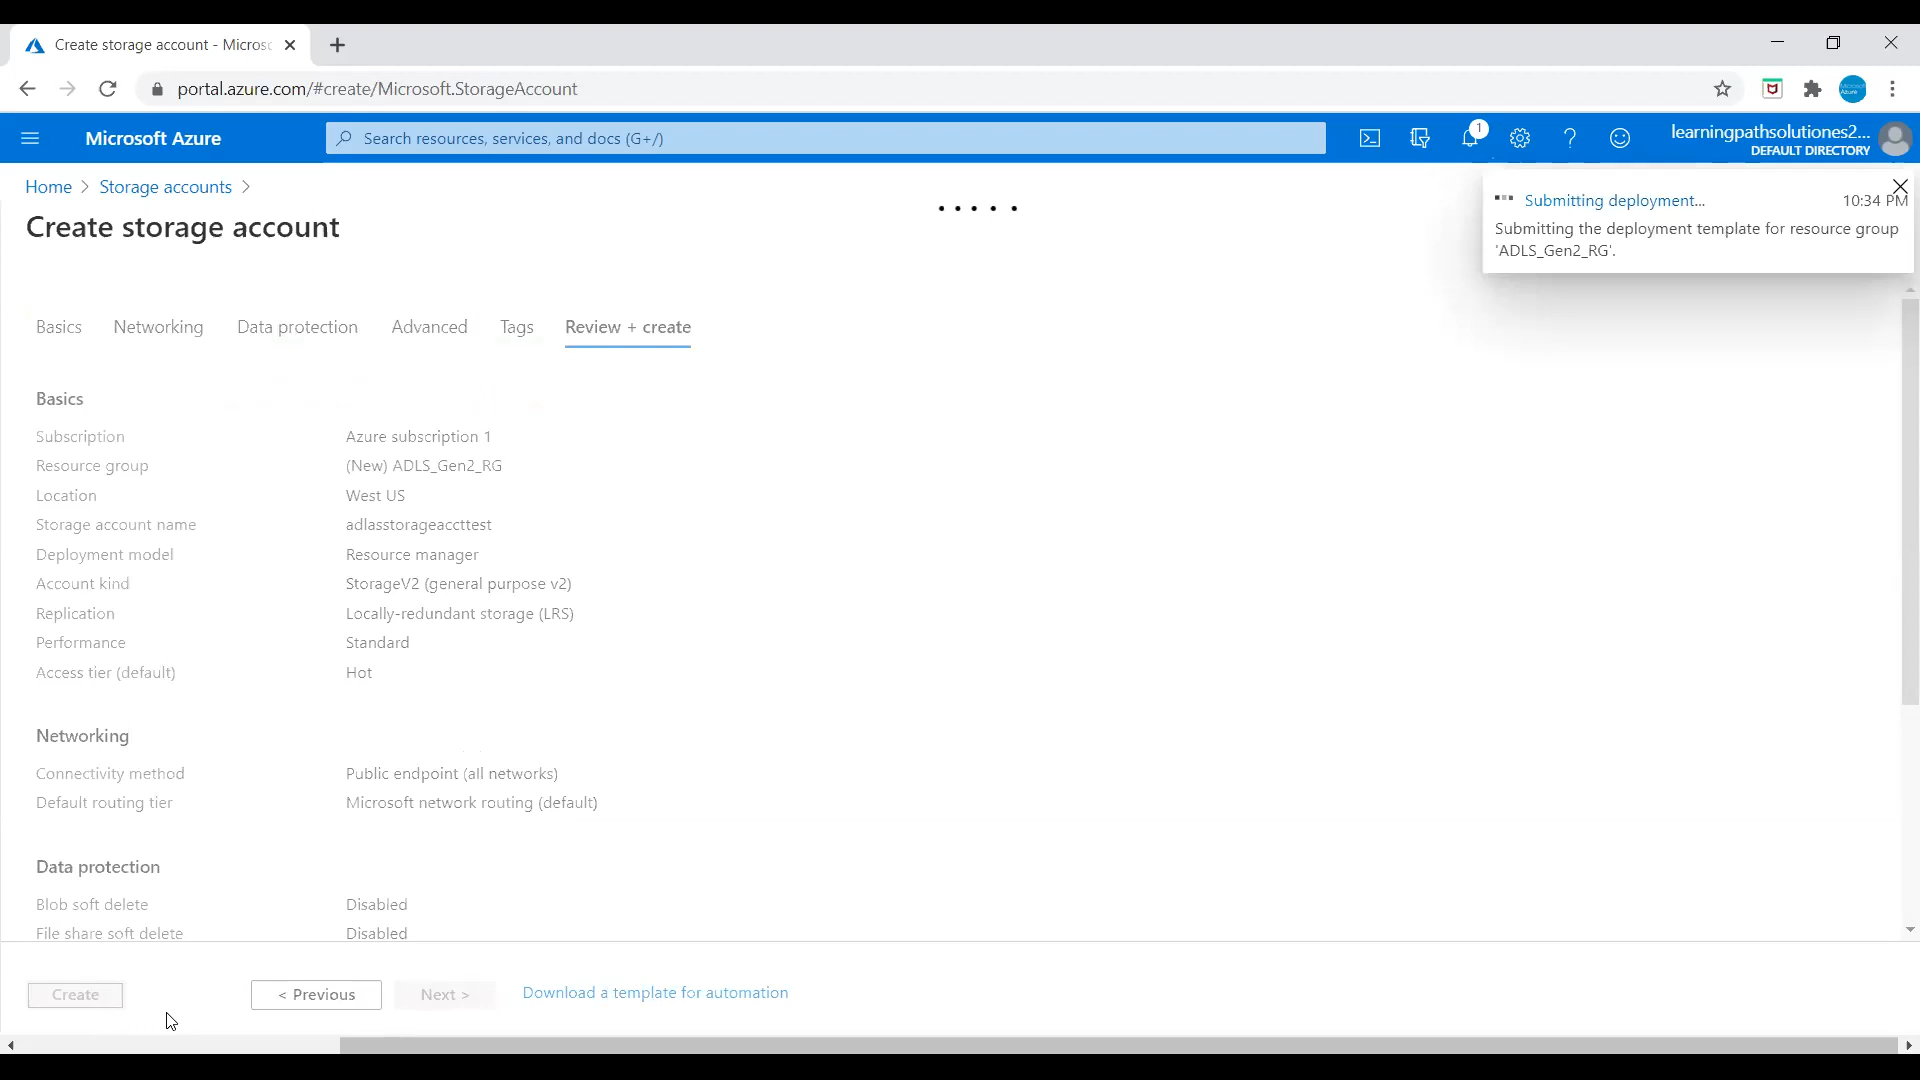 Create storage account - Micros
portal.azure.com/#create/Microsoft.StorageAccount
Microsoft Azure
Search resources, services, and docs (G+/)
1
learningpathsolutiones2...
DEFAULT DIRECTORY
Home > Storage accounts >
Create storage account
Submitting deployment...
10:34 PM
Submitting the deployment template for resource group
'ADLS_Gen2_RG'.
Basics Networking Data protection Advanced Tags Review + create
Basics
Subscription Azure subscription 1
Resource group (New) ADLS_Gen2_RG
Location West US
Storage account name adlasstorageaccttest
Deployment model Resource manager
Account kind StorageV2 (general purpose v2)
Replication Locally-redundant storage (LRS)
Performance Standard
Access tier (default) Hot
Networking
Connectivity method Public endpoint (all networks)
Default routing tier Microsoft network routing (default)
Data protection
Blob soft delete Disabled
File share soft delete Disabled
Create < Previous Next > Download a template for automation